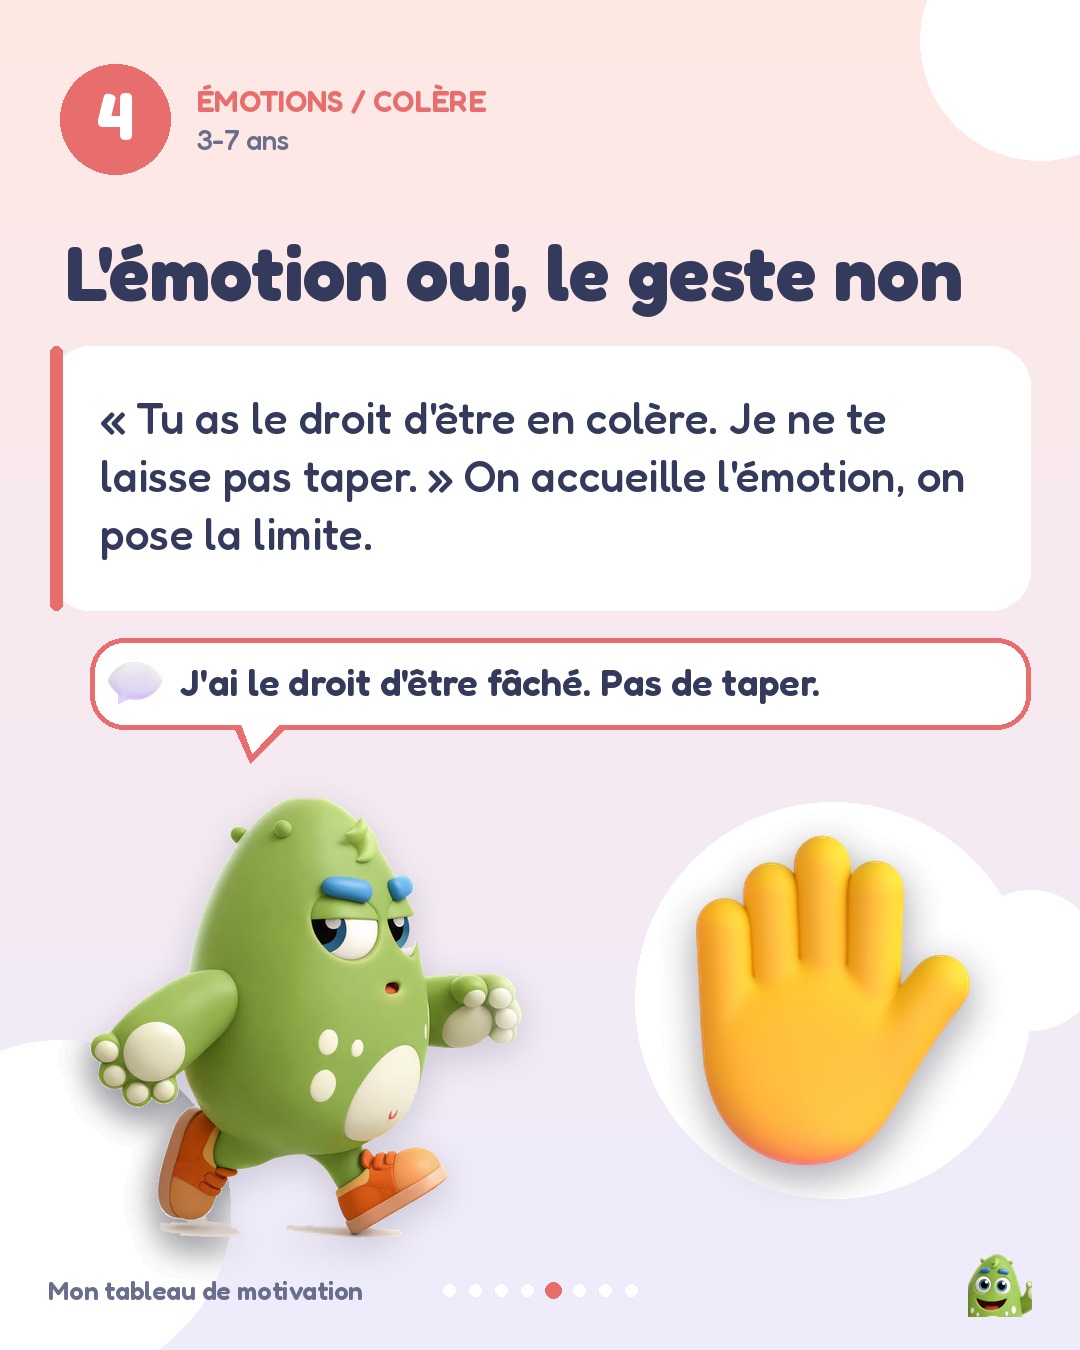 4
ÉMOTIONS / COLÈRE
3-7 ans
L'émotion oui, le geste non
« Tu as le droit d'être en colère. Je ne te
laisse pas taper. » On accueille l'émotion, on
pose la limite.
J'ai le droit d'être fâché. Pas de taper.
Mon tableau de motivation